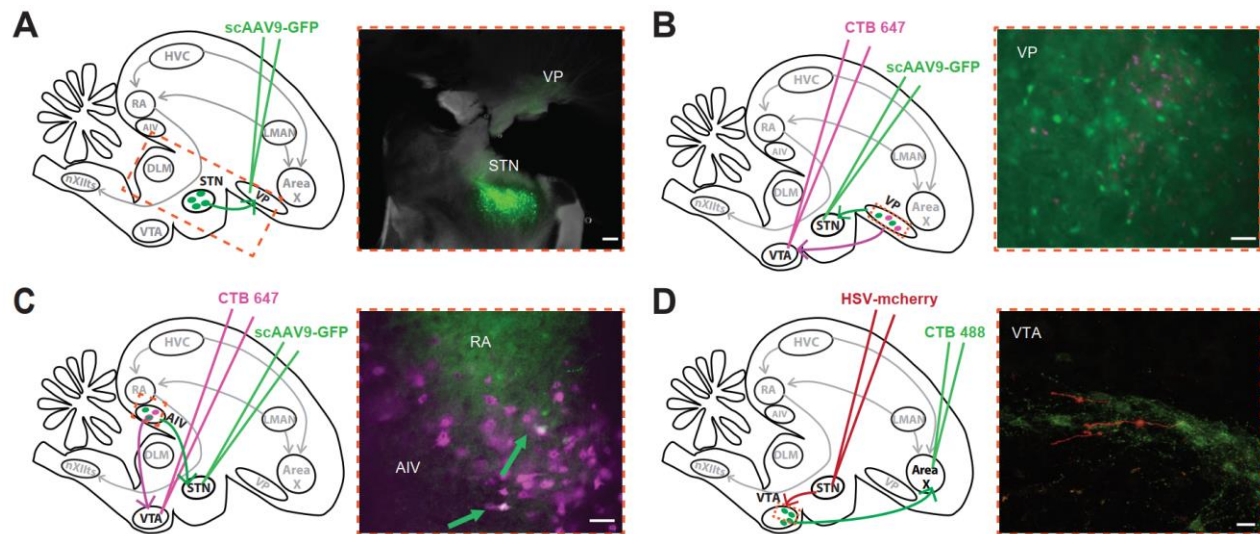 A
scAAV9-GFP
HVC
RA
AIV
LMAN
DLM
STN
Area
X
VP
nXIIts
VTA
VP
STN
B
CTB 647
scAAV9-GFP
HVC
RA
AIV
LMAN
DLM
VP
Area
X
nXIIts
STN
VTA
VP
C
CTB 647
scAAV9-GFP
HVC
RA
AIV
LMAN
DLM
nXIIts
STN
VP
Area
X
VTA
RA
AIV
D
HSV-mcherry
CTB 488
HVC
RA
AIV
LMAN
DLM
nXIIts
Area
X
VTA
STN
VP
VTA